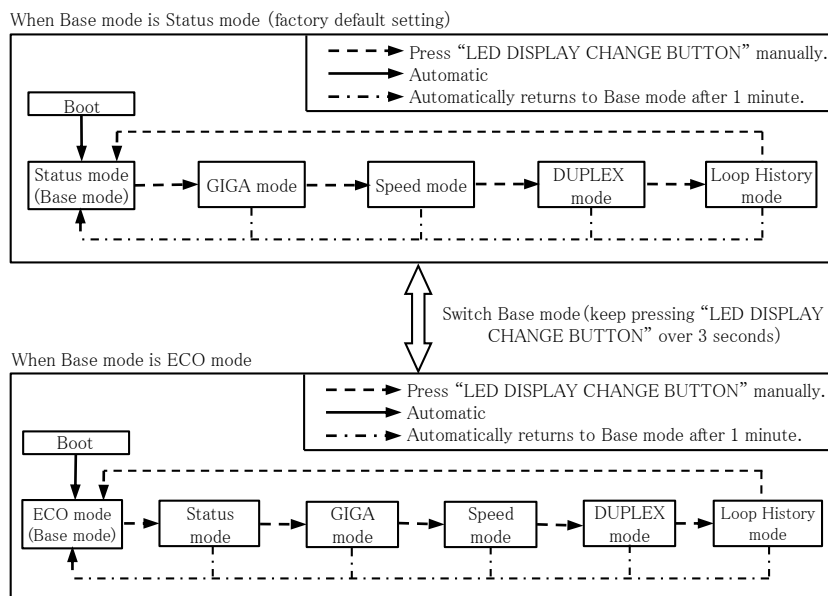 When Base mode is Status mode (factory default setting)
Press “LED DISPLAY CHANGE BUTTON” manually.
Automatic
Automatically returns to Base mode after 1 minute.
Boot
Status mode
(Base mode)
GIGA mode
Speed mode
DUPLEX
mode
Loop History
mode
Switch Base mode(keep pressing “LED DISPLAY
CHANGE BUTTON” over 3 seconds)
When Base mode is ECO mode
Press “LED DISPLAY CHANGE BUTTON” manually.
Automatic
Automatically returns to Base mode after 1 minute.
Boot
ECO mode
(Base mode)
Status
mode
GIGA
mode
Speed
mode
DUPLEX
mode
Loop History
mode